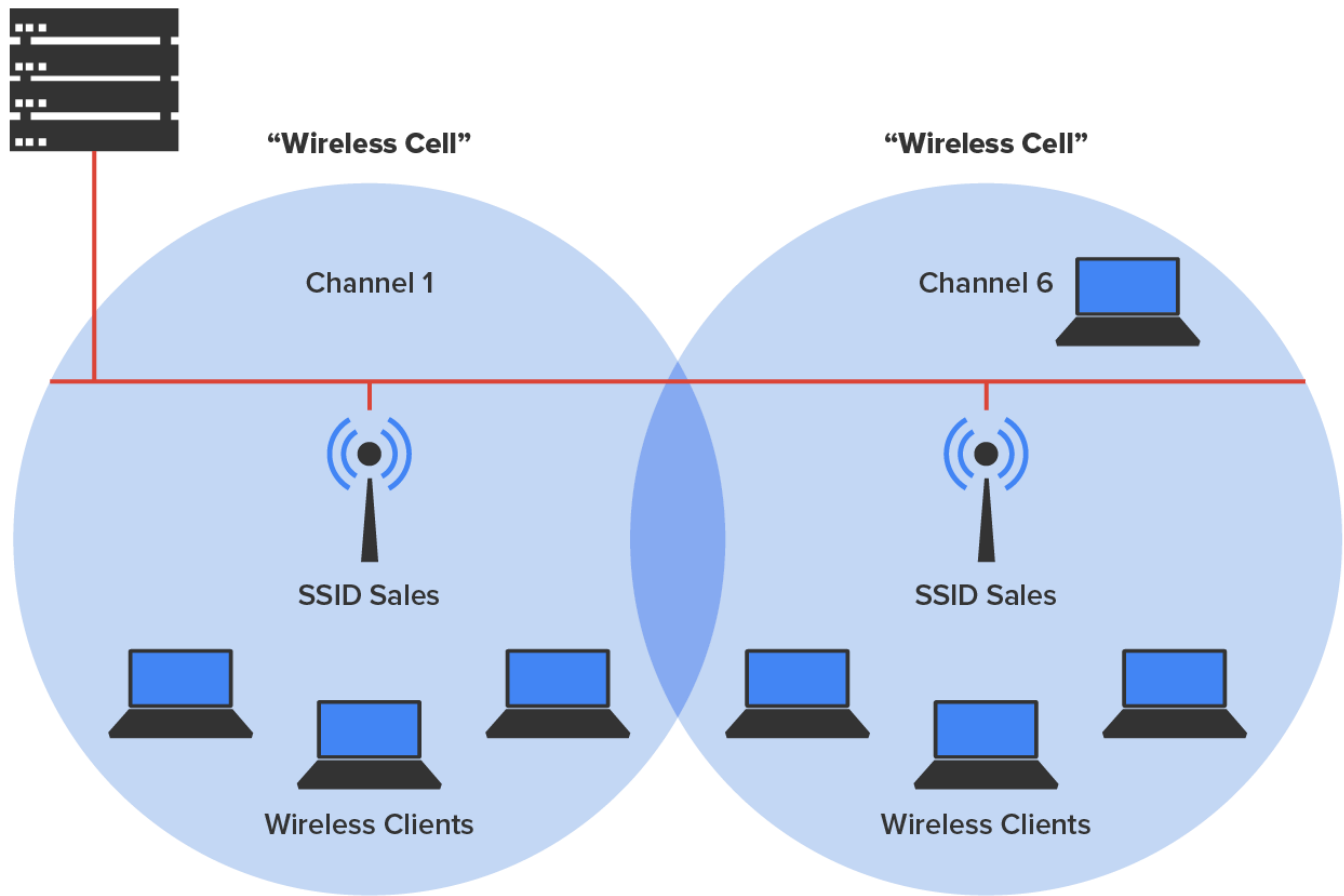 “Wireless Cell”
“Wireless Cell”
Channel 1
Channel 6
SSID Sales
SSID Sales
Wireless Clients
Wireless Clients